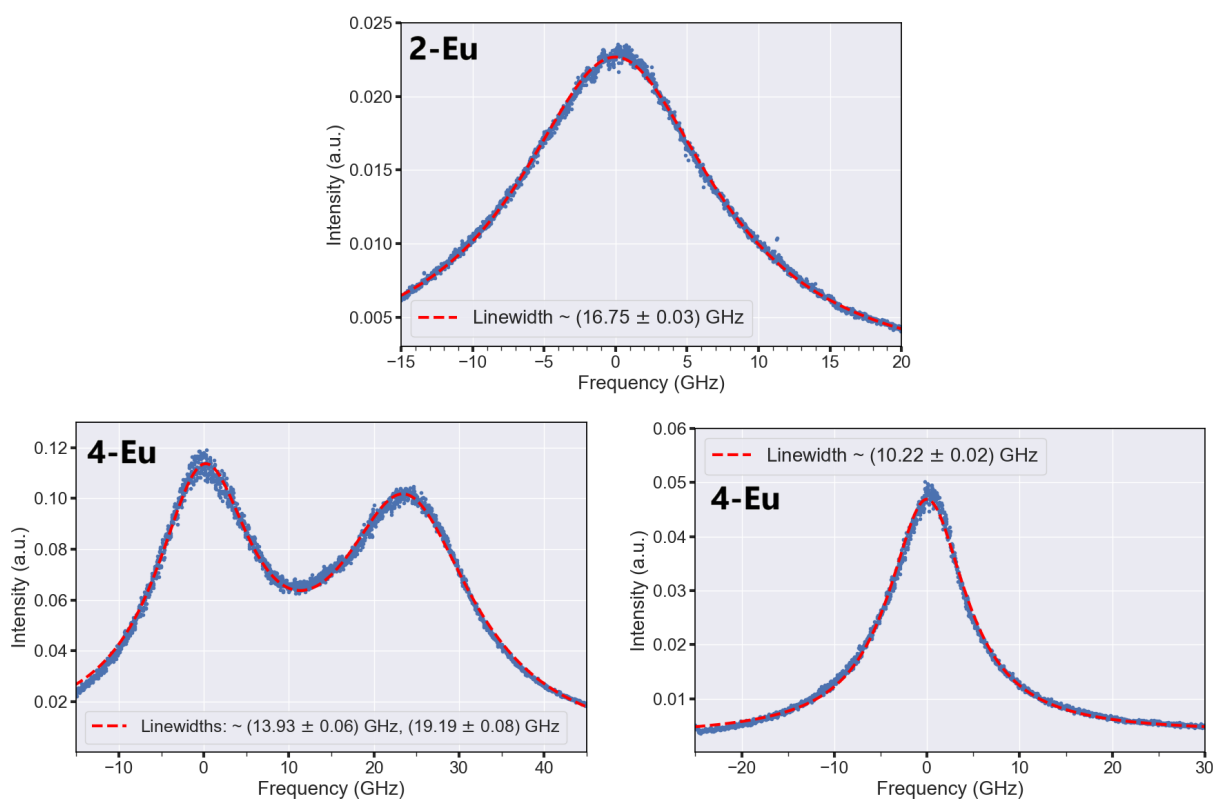 2-Eu
Intensity (a.u.)
0.025
0.020
0.015
0.010
0.005
Linewidth ~ (16.75 ± 0.03) GHz
−15 −10 −5 0 5 10 15 20
Frequency (GHz)
4-Eu
Intensity (a.u.)
0.12
0.10
0.08
0.06
0.04
0.02
Linewidths: ~ (13.93 ± 0.06) GHz, (19.19 ± 0.08) GHz
−10 0 10 20 30 40
Frequency (GHz)
Linewidth ~ (10.22 ± 0.02) GHz
4-Eu
Intensity (a.u.)
0.06
0.05
0.04
0.03
0.02
0.01
−20 −10 0 10 20 30
Frequency (GHz)